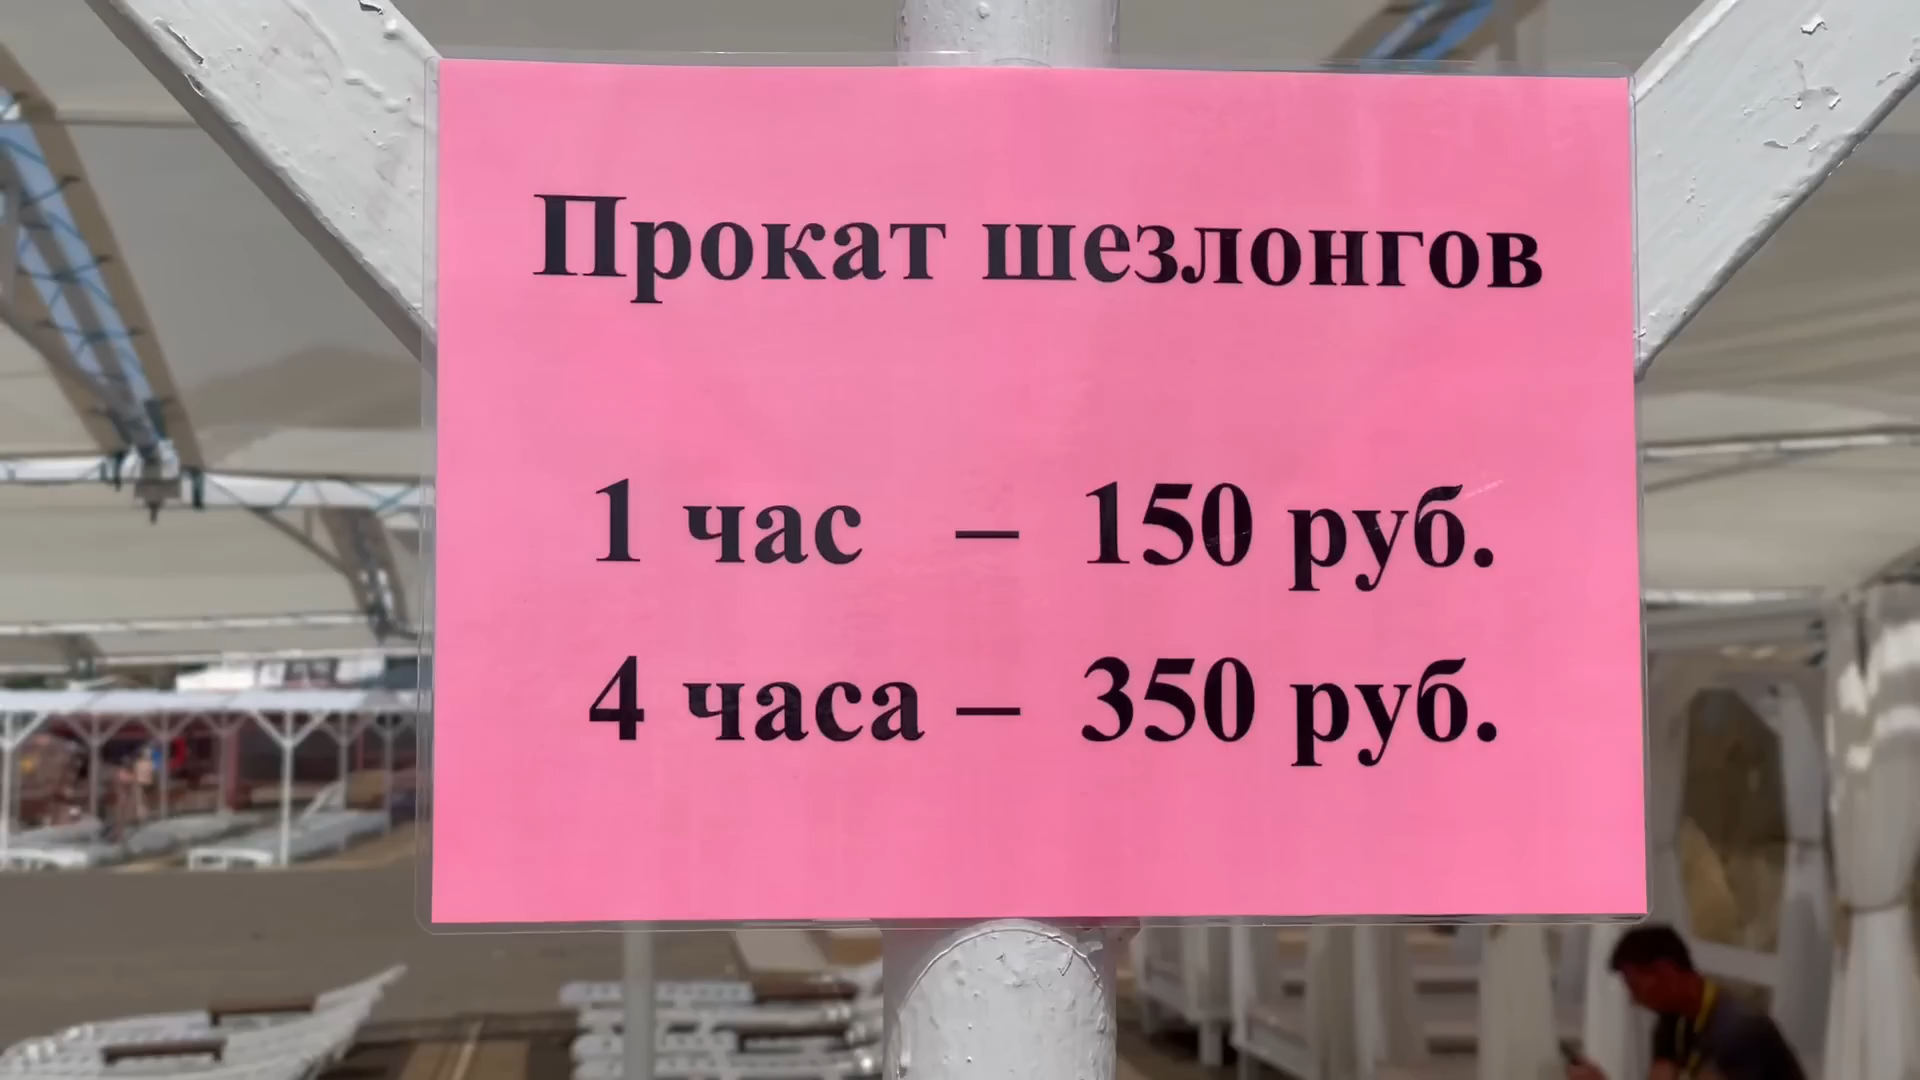 Прокат шезлонгов
1 час – 150 руб.
4 часа – 350 руб.